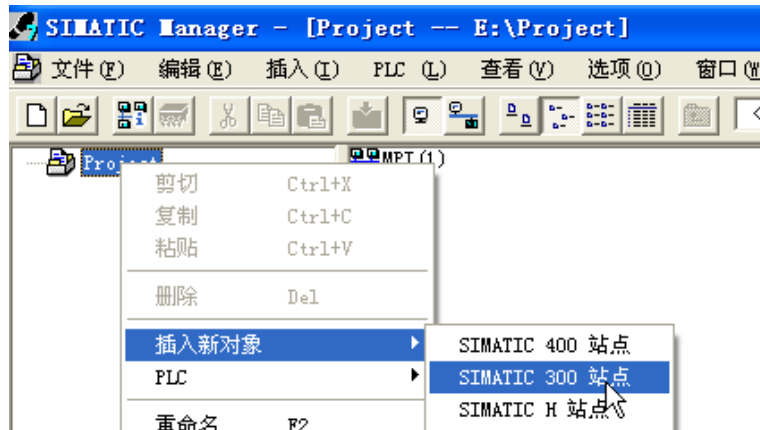 SIMATIC Manager - [Project -- E:\Project]
文件(F) 编辑(E) 插入(I) PLC (L) 查看(V) 选项(O) 窗口(W
Project MPI(1)
剪切 Ctrl+X
复制 Ctrl+C
粘贴 Ctrl+V
删除 Del
插入新对象 SIMATIC 400 站点
PLC SIMATIC 300 站点
重命名 F2 SIMATIC H 站点